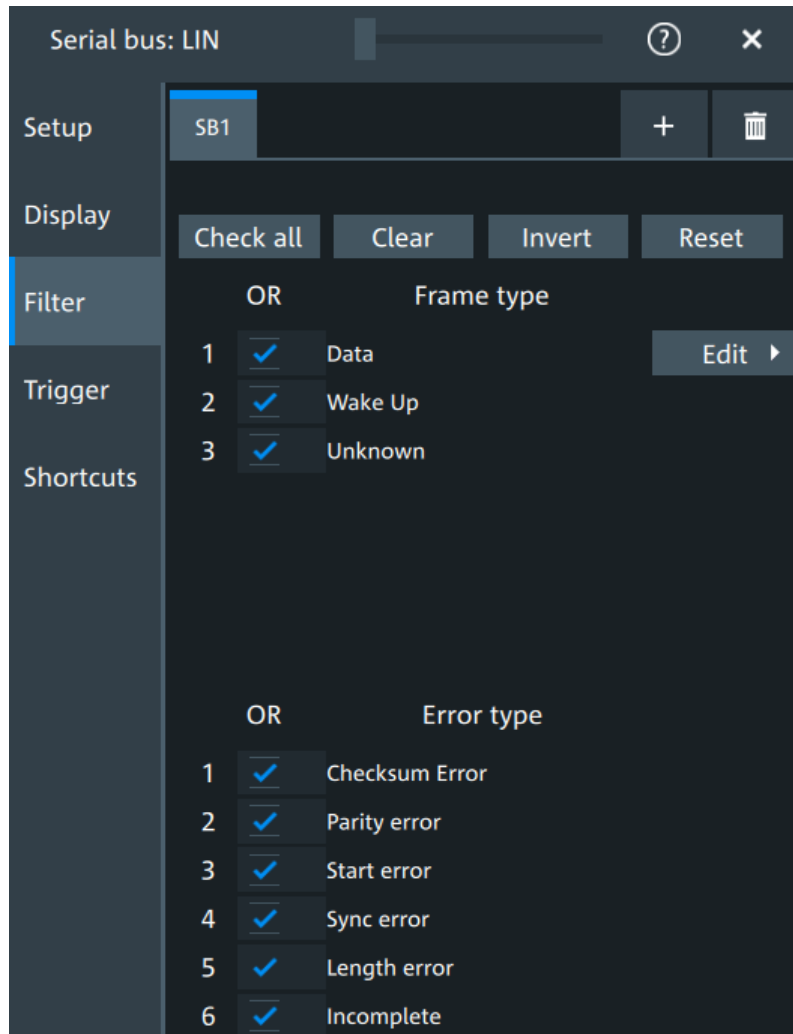 Serial bus: LIN ? ×
Setup
SB1 +
Display
Check all Clear Invert Reset
Filter
OR Frame type
1 Data Edit
Trigger
2 Wake Up
3 Unknown
Shortcuts
OR Error type
1 Checksum Error
2 Parity error
3 Start error
4 Sync error
5 Length error
6 Incomplete